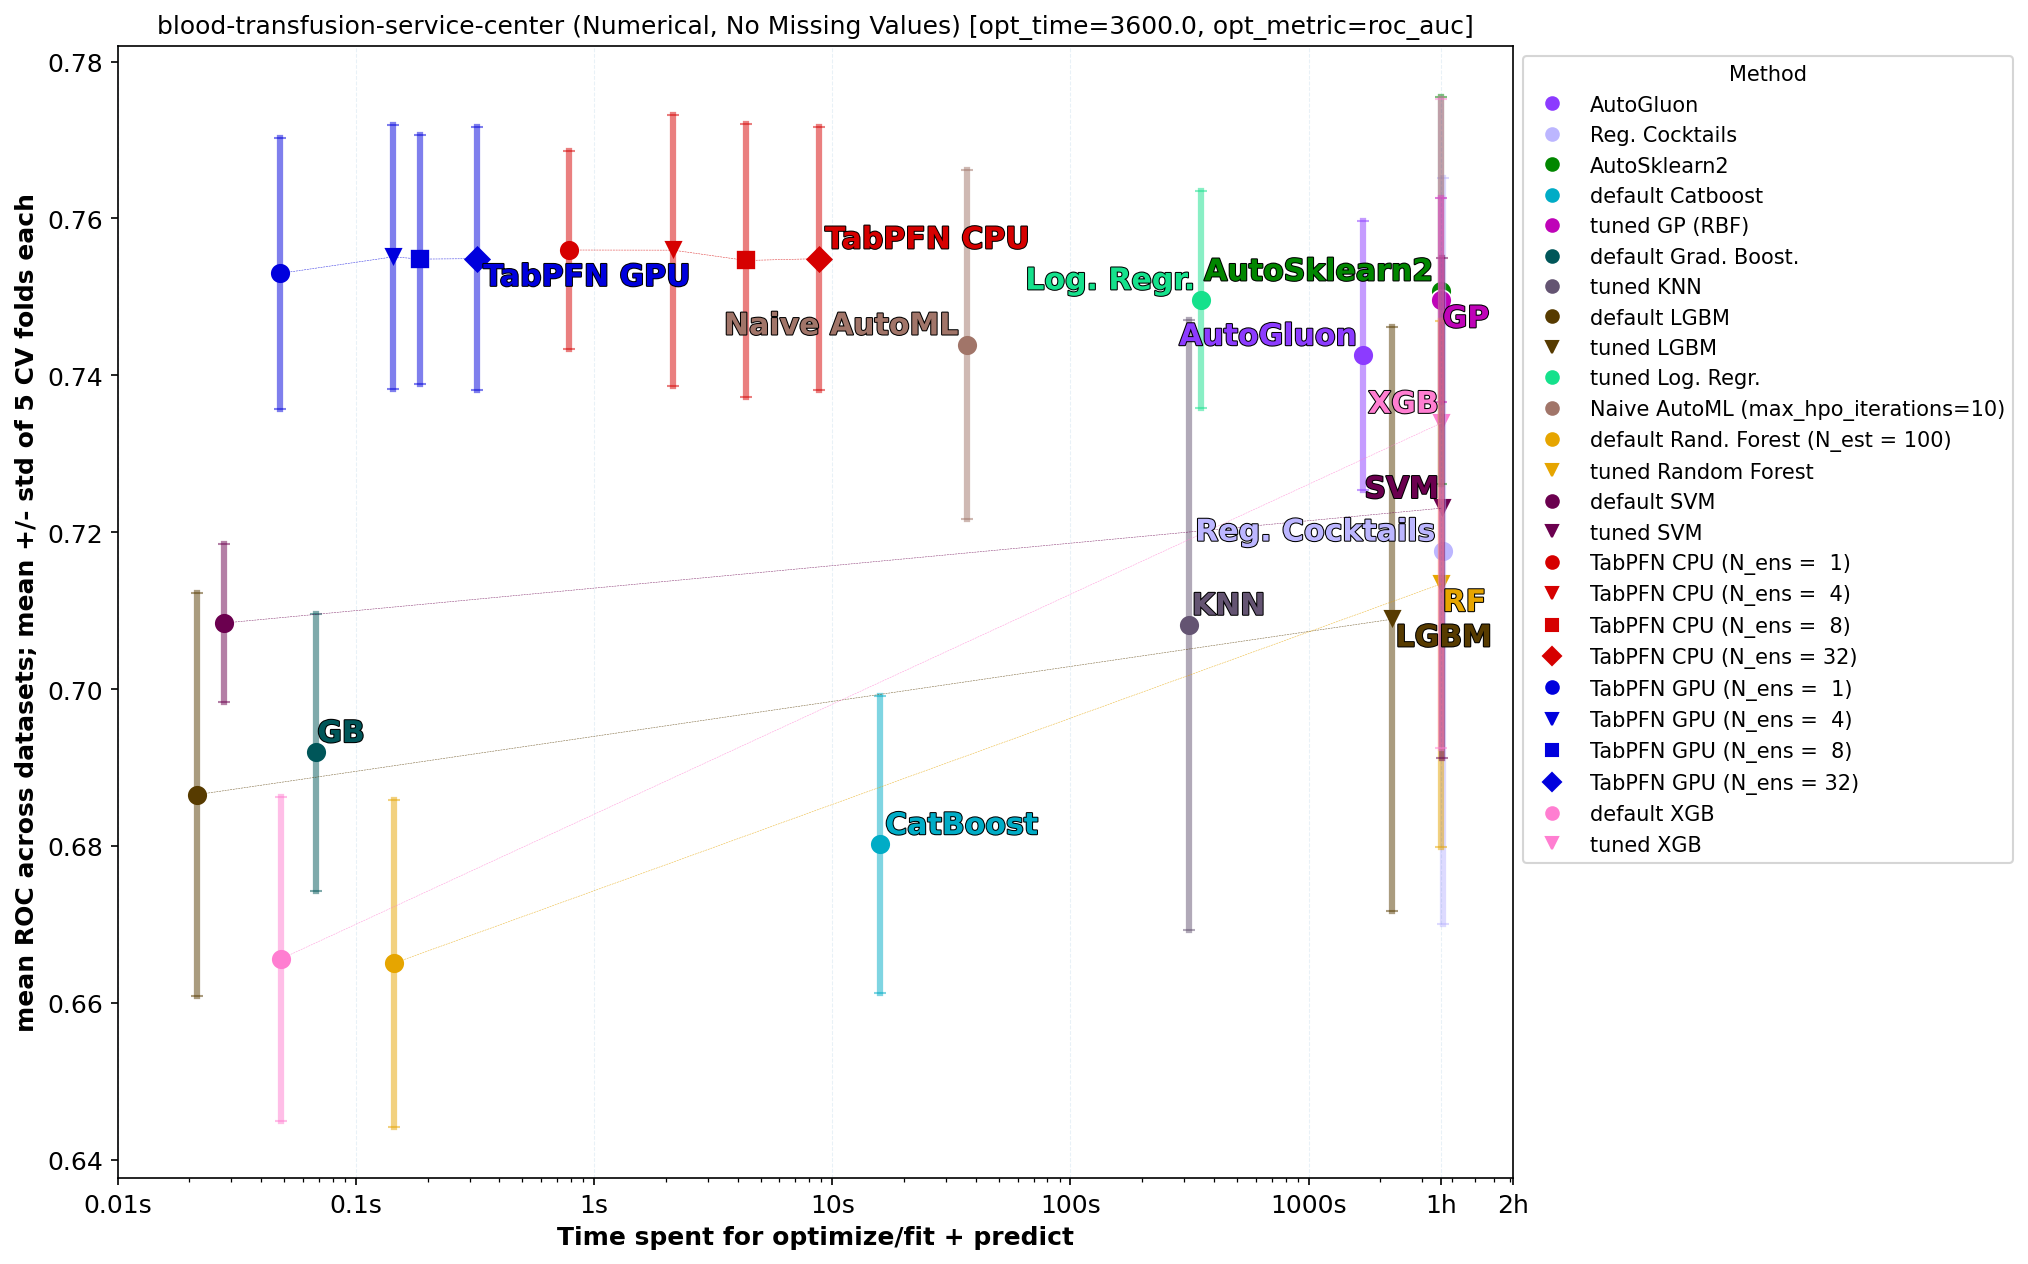 blood-transfusion-service-center (Numerical, No Missing Values) [opt_time=3600.0, opt_metric=roc_auc]
mean ROC across datasets; mean +/- std of 5 CV folds each
0.78
0.76
0.74
0.72
0.70
0.68
0.66
0.64
TabPFN CPU
TabPFN GPU
Log. Regr.
AutoSklearn2
GP
Naive AutoML
AutoGluon
XGB
SVM
Reg. Cocktails
KNN
RF
LGBM
GB
CatBoost
0.01s
0.1s
1s
10s
100s
1000s
1h
2h
Time spent for optimize/fit + predict
Method
AutoGluon
Reg. Cocktails
AutoSklearn2
default Catboost
tuned GP (RBF)
default Grad. Boost.
tuned KNN
default LGBM
tuned LGBM
tuned Log. Regr.
Naive AutoML (max_hpo_iterations=10)
default Rand. Forest (N_est = 100)
tuned Random Forest
default SVM
tuned SVM
TabPFN CPU (N_ens =  1)
TabPFN CPU (N_ens =  4)
TabPFN CPU (N_ens =  8)
TabPFN CPU (N_ens = 32)
TabPFN GPU (N_ens =  1)
TabPFN GPU (N_ens =  4)
TabPFN GPU (N_ens =  8)
TabPFN GPU (N_ens = 32)
default XGB
tuned XGB